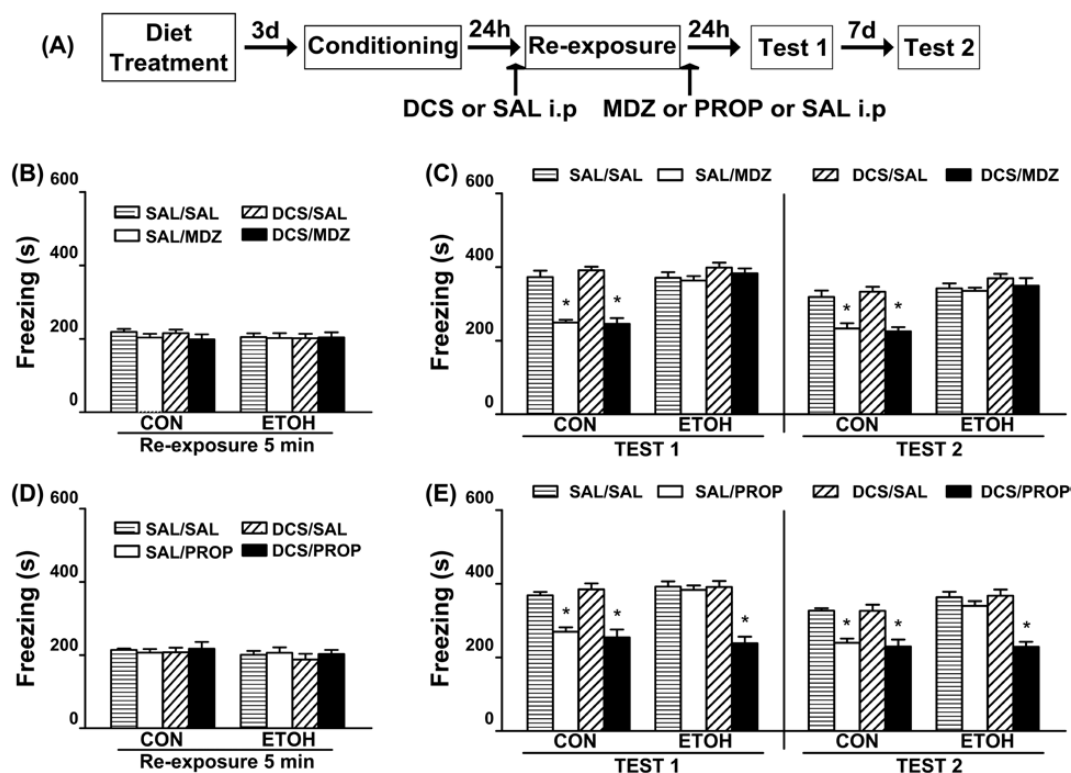 (A)
Diet
Treatment
3d
Conditioning
24h
Re-exposure
24h
Test 1
7d
Test 2
DCS or SAL i.p
MDZ or PROP or SAL i.p
(B)
600
400
200
0
Freezing (s)
SAL/SAL
DCS/SAL
SAL/MDZ
DCS/MDZ
CON
ETOH
Re-exposure 5 min
(C)
SAL/SAL
SAL/MDZ
DCS/SAL
DCS/MDZ
600
400
200
0
Freezing (s)
*
*
*
*
CON
ETOH
CON
ETOH
TEST 1
TEST 2
(D)
600
400
200
0
Freezing (s)
SAL/SAL
DCS/SAL
SAL/PROP
DCS/PROP
CON
ETOH
Re-exposure 5 min
(E)
SAL/SAL
SAL/PROP
DCS/SAL
DCS/PROP
600
400
200
0
Freezing (s)
*
*
*
*
*
*
CON
ETOH
CON
ETOH
TEST 1
TEST 2